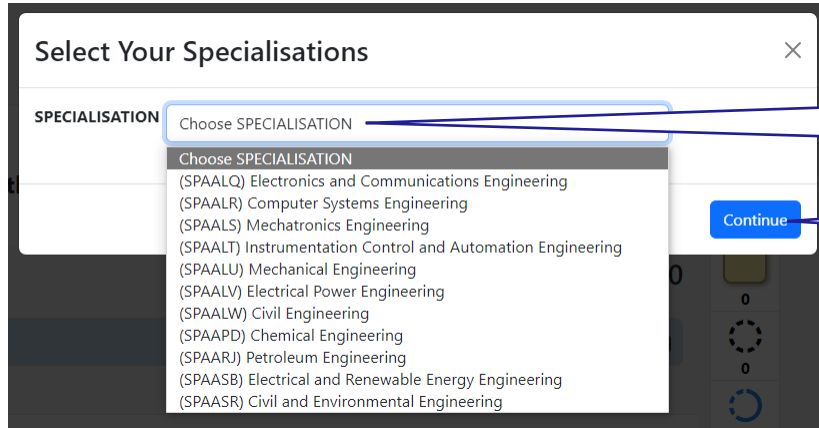 Select Your Specialisations
SPECIALISATION
Choose SPECIALISATION
Choose SPECIALISATION
(SPAALQ) Electronics and Communications Engineering
(SPAALR) Computer Systems Engineering
(SPAALS) Mechatronics Engineering
(SPAALT) Instrumentation Control and Automation Engineering
(SPAALU) Mechanical Engineering
(SPAALV) Electrical Power Engineering
(SPAALW) Civil Engineering
(SPAAPD) Chemical Engineering
(SPAARJ) Petroleum Engineering
(SPAASB) Electrical and Renewable Energy Engineering
(SPAASR) Civil and Environmental Engineering
Continue
0
0
0